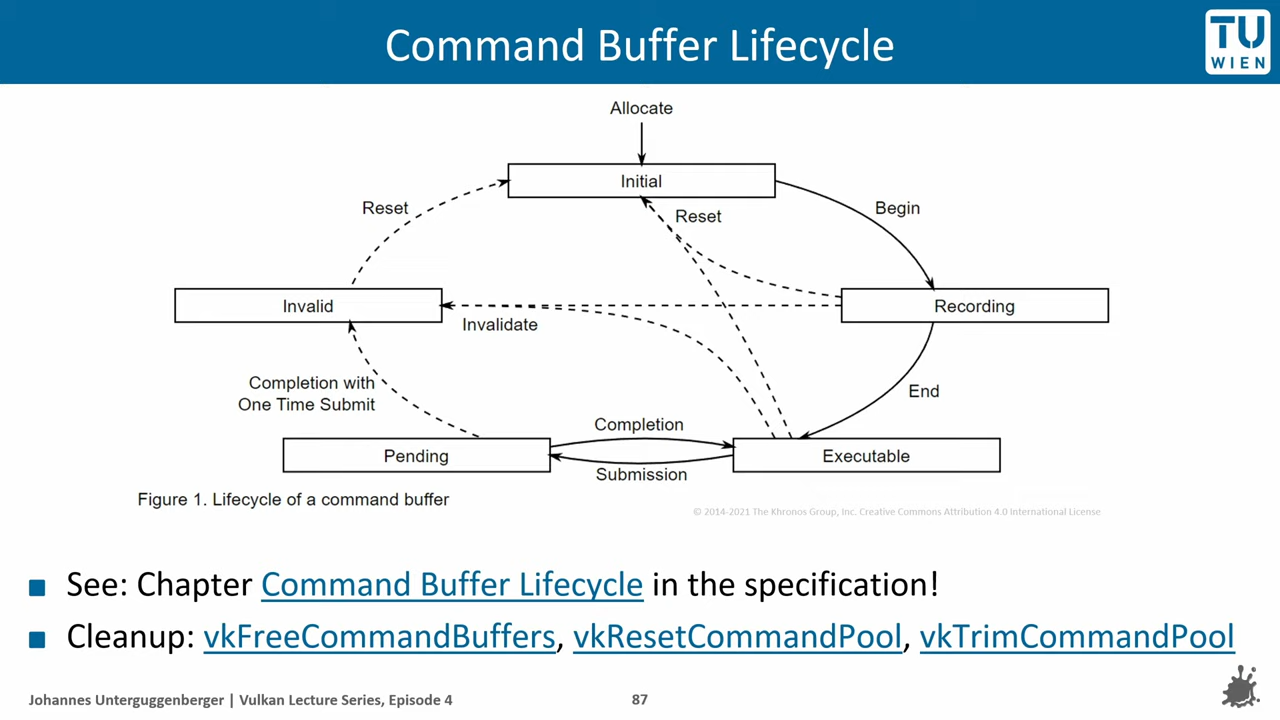 Command Buffer Lifecycle
TU
WIEN
Allocate
Initial
Reset
Reset
Begin
Invalid
Invalidate
Recording
Completion with
One Time Submit
End
Completion
Pending
Executable
Submission
Figure 1. Lifecycle of a command buffer
© 2014-2021 The Khronos Group, Inc. Creative Commons Attribution 4.0 International License
See: Chapter Command Buffer Lifecycle in the specification!
Cleanup: vkFreeCommandBuffers, vkResetCommandPool, vkTrimCommandPool
Johannes Unterguggenberger | Vulkan Lecture Series, Episode 4
87